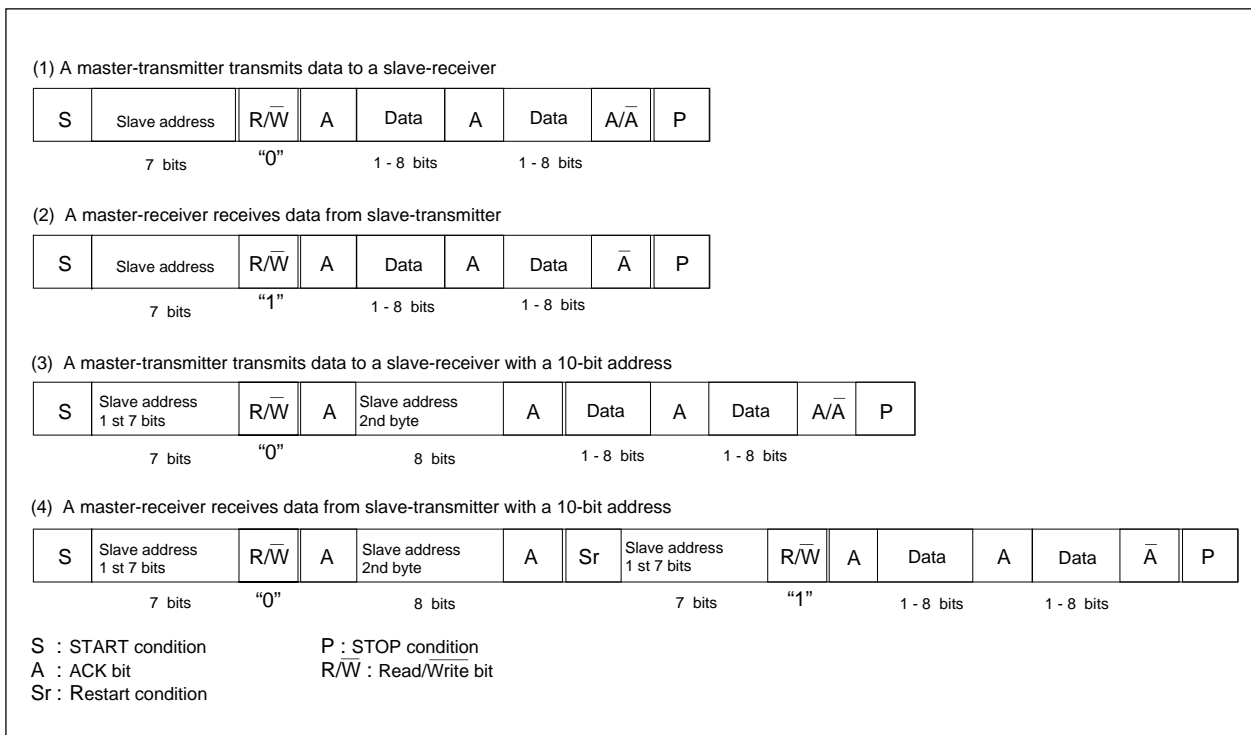 (1) A master-transmitter transmits data to a slave-receiver
S Slave address R/W̅ A Data A Data A/A̅ P
7 bits “0” 1 - 8 bits 1 - 8 bits
(2) A master-receiver receives data from slave-transmitter
S Slave address R/W̅ A Data A Data A̅ P
7 bits “1” 1 - 8 bits 1 - 8 bits
(3) A master-transmitter transmits data to a slave-receiver with a 10-bit address
S Slave address 1 st 7 bits R/W̅ A Slave address 2nd byte A Data A Data A/A̅ P
7 bits “0” 8 bits 1 - 8 bits 1 - 8 bits
(4) A master-receiver receives data from slave-transmitter with a 10-bit address
S Slave address 1 st 7 bits R/W̅ A Slave address 2nd byte A Sr Slave address 1 st 7 bits R/W̅ A Data A Data A̅ P
7 bits “0” 8 bits 7 bits “1” 1 - 8 bits 1 - 8 bits
S : START condition P : STOP condition
A : ACK bit R/W̅ : Read/W̅r̅i̅t̅e̅ bit
Sr : Restart condition